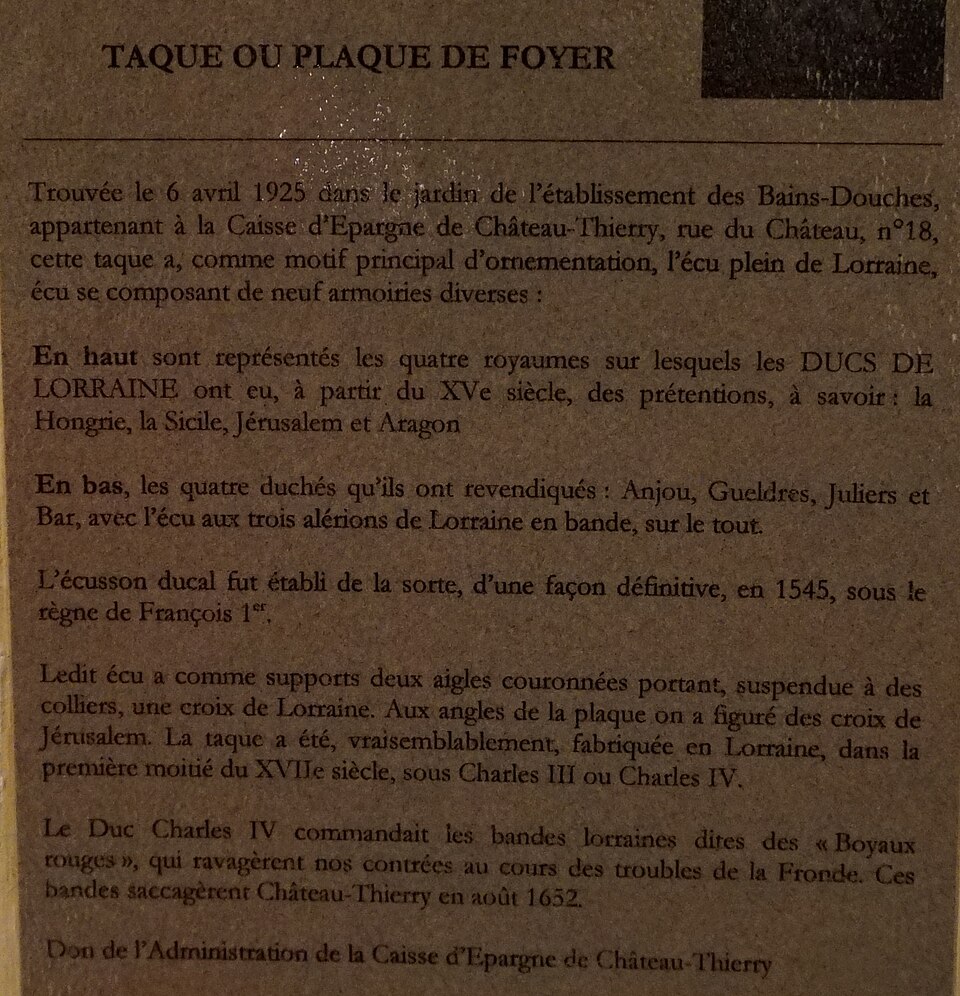 TAQUE OU PLAQUE DE FOYER
Trouvée le 6 avril 1925 dans le jardin de l'établissement des Bains-Douches,
appartenant à la Caisse d'Epargne de Château-Thierry, rue du Château, n°18,
cette taque a, comme motif principal d'ornementation, l'écu plein de Lorraine,
écu se composant de neuf armoiries diverses :
En haut sont représentés les quatre royaumes sur lesquels les DUCS DE
LORRAINE ont eu, à partir du XVe siècle, des prétentions, à savoir : la
Hongrie, la Sicile, Jérusalem et Aragon
En bas, les quatre duchés qu'ils ont revendiqués : Anjou, Gueldres, Juliers et
Bar, avec l'écu aux trois alérions de Lorraine en bande, sur le tout.
L'écusson ducal fut établi de la sorte, d'une façon définitive, en 1545, sous le
règne de François 1er.
Ledit écu a comme supports deux aigles couronnées portant, suspendue à des
colliers, une croix de Lorraine. Aux angles de la plaque on a figuré des croix de
Jérusalem. La taque a été, vraisemblablement, fabriquée en Lorraine, dans la
première moitié du XVIIe siècle, sous Charles III ou Charles IV.
Le Duc Charles IV commandait les bandes lorraines dites des « Boyaux
rouges », qui ravagèrent nos contrées au cours des troubles de la Fronde. Ces
bandes saccagèrent Château-Thierry en août 1652.
Don de l'Administration de la Caisse d'Epargne de Château-Thierry